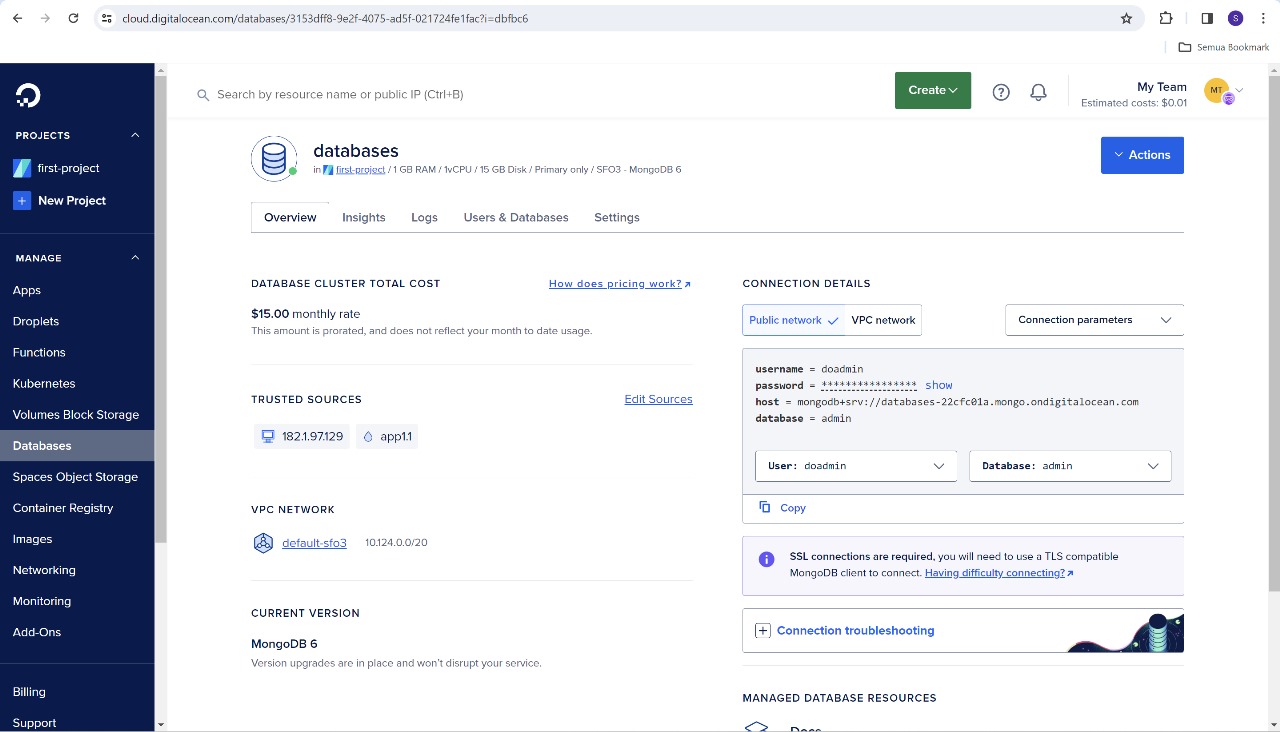 cloud.digitalocean.com/databases/3153dff8-9e2f-4075-ad5f-021724fe1fac?i=dbfbc6
S
Semua Bookmark
Search by resource name or public IP (Ctrl+B)
Create
My Team
Estimated costs: $0.01
MT
PROJECTS
first-project
New Project
MANAGE
Apps
Droplets
Functions
Kubernetes
Volumes Block Storage
Databases
Spaces Object Storage
Container Registry
Images
Networking
Monitoring
Add-Ons
Billing
Support
databases
in first-project / 1 GB RAM / 1vCPU / 15 GB Disk / Primary only / SFO3 - MongoDB 6
Actions
Overview Insights Logs Users & Databases Settings
DATABASE CLUSTER TOTAL COST
How does pricing work?
$15.00 monthly rate
This amount is prorated, and does not reflect your month to date usage.
TRUSTED SOURCES
Edit Sources
182.1.97.129 app1.1
VPC NETWORK
default-sfo3 10.124.0.0/20
CURRENT VERSION
MongoDB 6
Version upgrades are in place and won't disrupt your service.
CONNECTION DETAILS
Public network VPC network
Connection parameters
username = doadmin
password = **************** show
host = mongodb+srv://databases-22cfc01a.mongo.ondigitalocean.com
database = admin
User: doadmin
Database: admin
Copy
SSL connections are required, you will need to use a TLS compatible
MongoDB client to connect. Having difficulty connecting?
Connection troubleshooting
MANAGED DATABASE RESOURCES
Docs